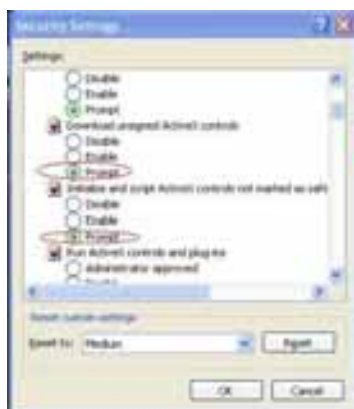 Security Settings
Settings:
Disable
Enable
Prompt
Download unsigned ActiveX controls
Disable
Enable
Prompt
Initialize and script ActiveX controls not marked as safe
Disable
Enable
Prompt
Run ActiveX controls and plug-ins
Administrator approved
Reset custom settings
Reset to: Medium
Reset
OK
Cancel